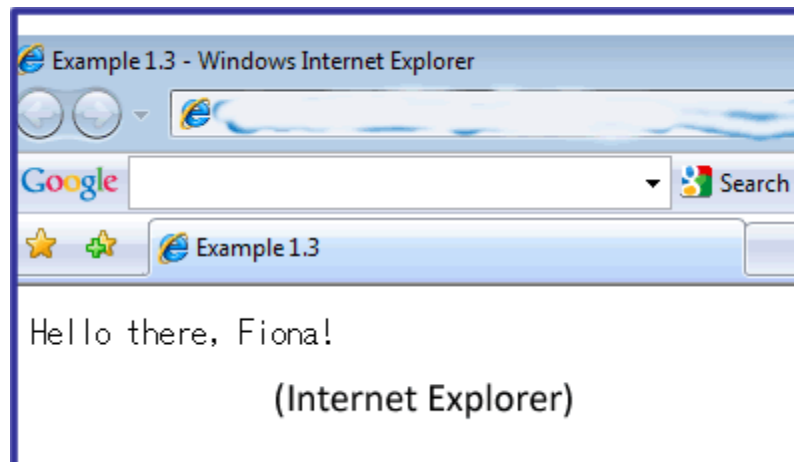 Example 1.3 - Windows Internet Explorer
Google Search
Example 1.3
Hello there, Fiona!
(Internet Explorer)